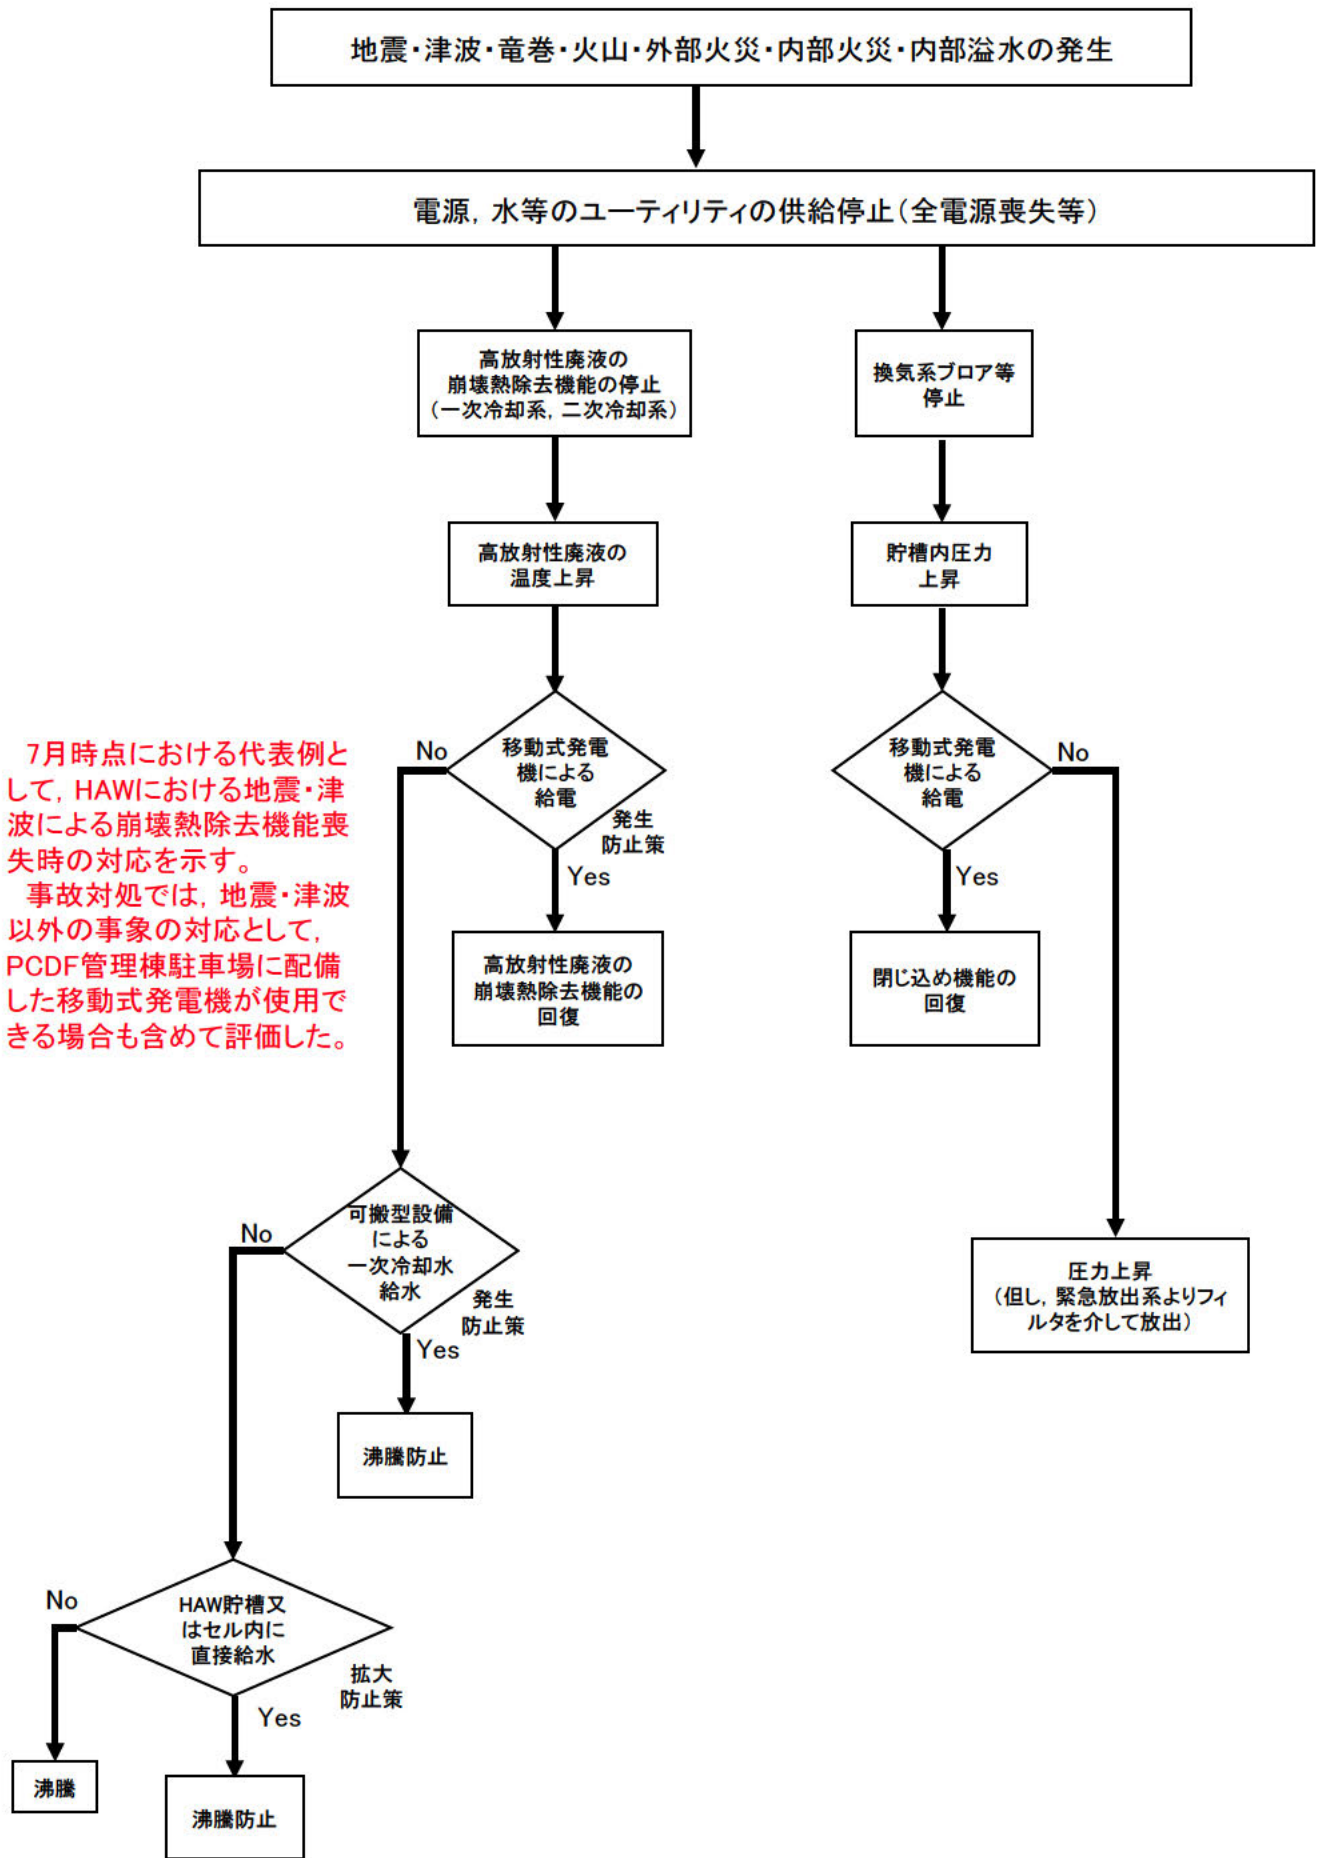 地震・津波・竜巻・火山・外部火災・内部火災・内部溢水の発生
電源，水等のユーティリティの供給停止（全電源喪失等）
高放射性廃液の
崩壊熱除去機能の停止
（一次冷却系，二次冷却系）
換気系ブロア等
停止
高放射性廃液の
温度上昇
貯槽内圧力
上昇
No
移動式発電
機による
給電
発生
防止策
Yes
移動式発電
機による
給電
No
Yes
7月時点における代表例と
して，HAWにおける地震・津
波による崩壊熱除去機能喪
失時の対応を示す。
事故対処では，地震・津波
以外の事象の対応として，
PCDF管理棟駐車場に配備
した移動式発電機が使用で
きる場合も含めて評価した。
高放射性廃液の
崩壊熱除去機能の
回復
閉じ込め機能の
回復
No
可搬型設備
による
一次冷却水
給水
発生
防止策
Yes
圧力上昇
（但し，緊急放出系よりフィ
ルタを介して放出）
沸騰防止
No
HAW貯槽又
はセル内に
直接給水
拡大
防止策
Yes
沸騰
沸騰防止